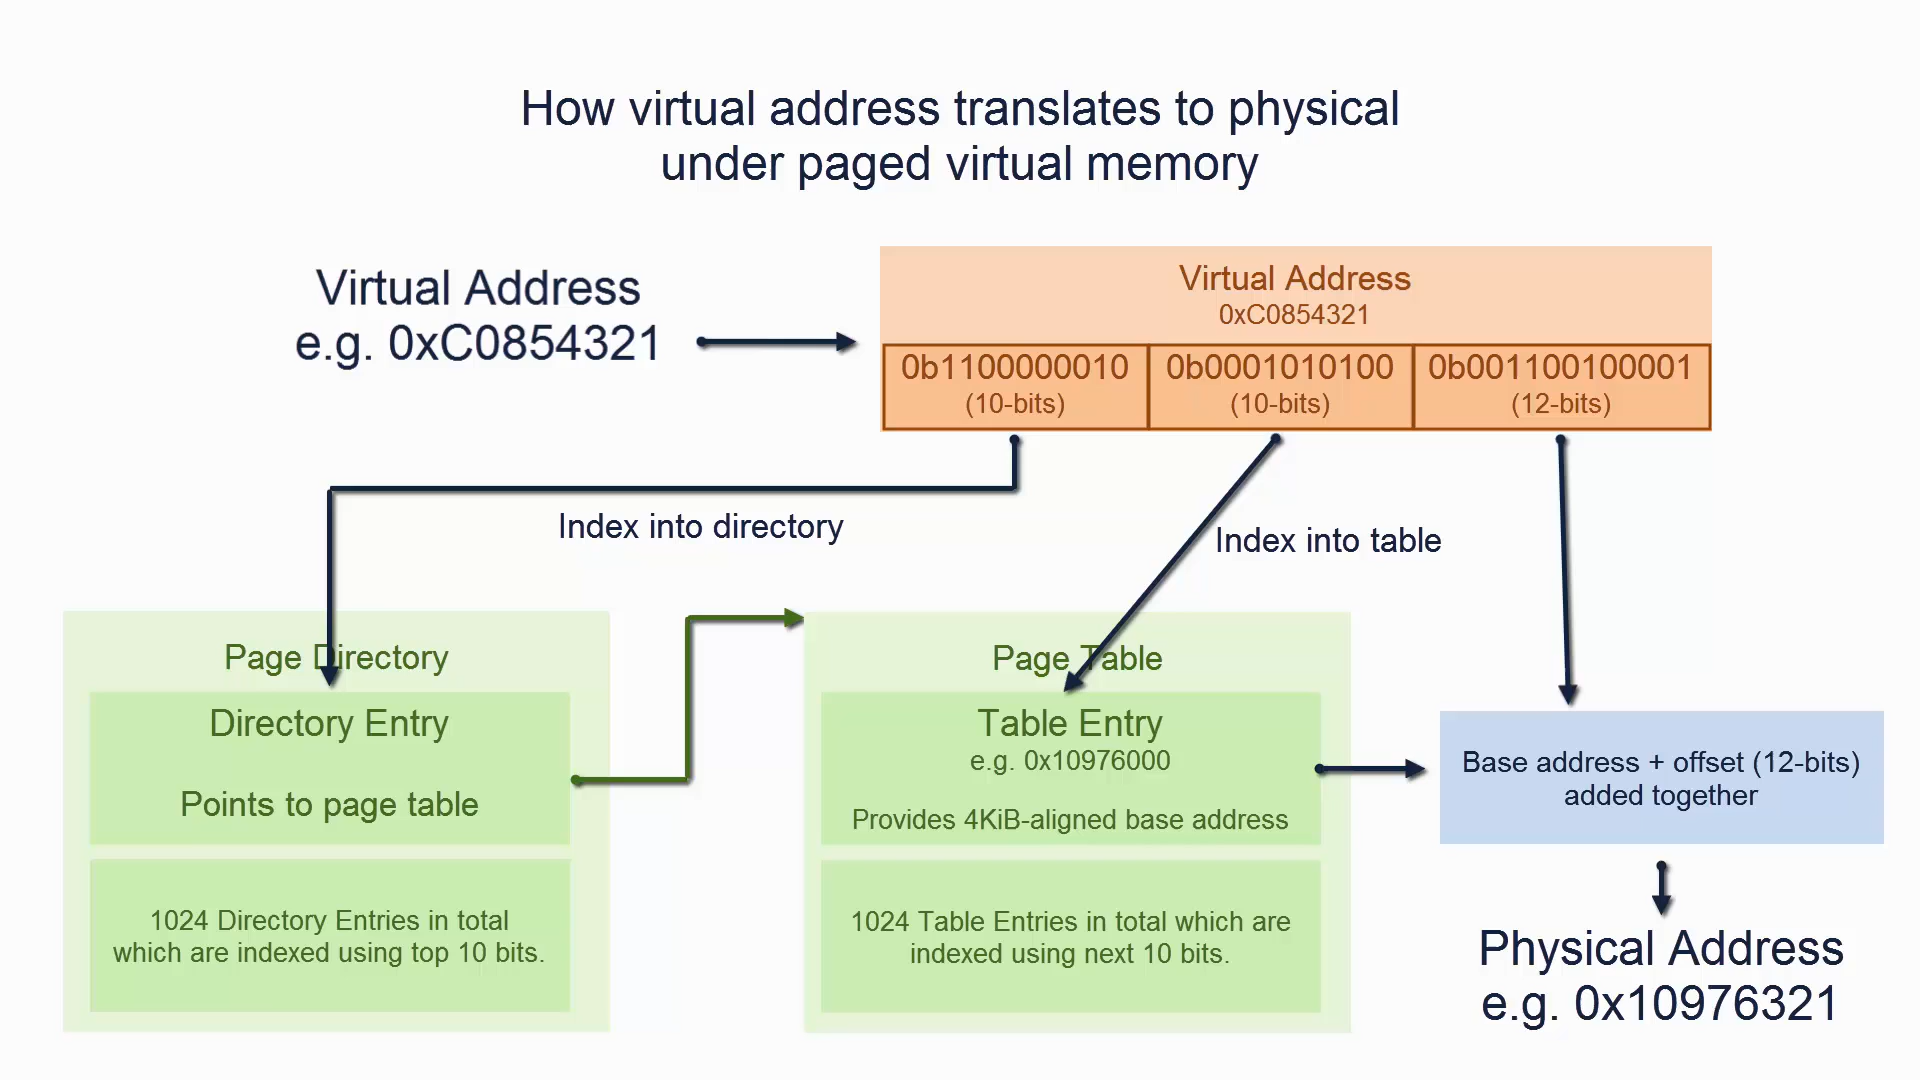 How virtual address translates to physical
under paged virtual memory
Virtual Address
e.g. 0xC0854321
Virtual Address
0xC0854321
0b1100000010
(10-bits)
0b0001010100
(10-bits)
0b001100100001
(12-bits)
Index into directory
Index into table
Page Directory
Directory Entry
Points to page table
1024 Directory Entries in total
which are indexed using top 10 bits.
Page Table
Table Entry
e.g. 0x10976000
Provides 4KiB-aligned base address
1024 Table Entries in total which are
indexed using next 10 bits.
Base address + offset (12-bits)
added together
Physical Address
e.g. 0x10976321